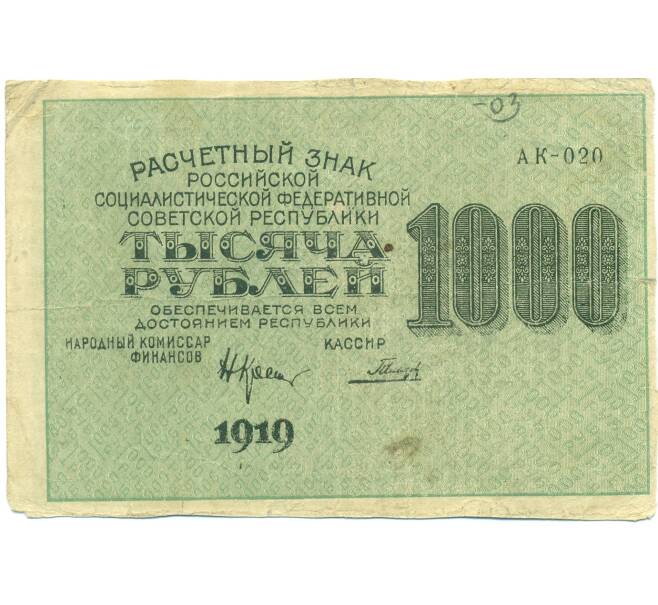 -03
АК-020
РАСЧЕТНЫЙ ЗНАК
РОССИЙСКОЙ
СОЦИАЛИСТИЧЕСКОЙ ФЕДЕРАТИВНОЙ
СОВЕТСКОЙ РЕСПУБЛИКИ
ТЫСЯЧА
РУБЛЕЙ
1000
ОБЕСПЕЧИВАЕТСЯ ВСЕМ
ДОСТОЯНИЕМ РЕСПУБЛИКИ
НАРОДНЫЙ КОМИССАР
ФИНАНСОВ
КАССИР
1919